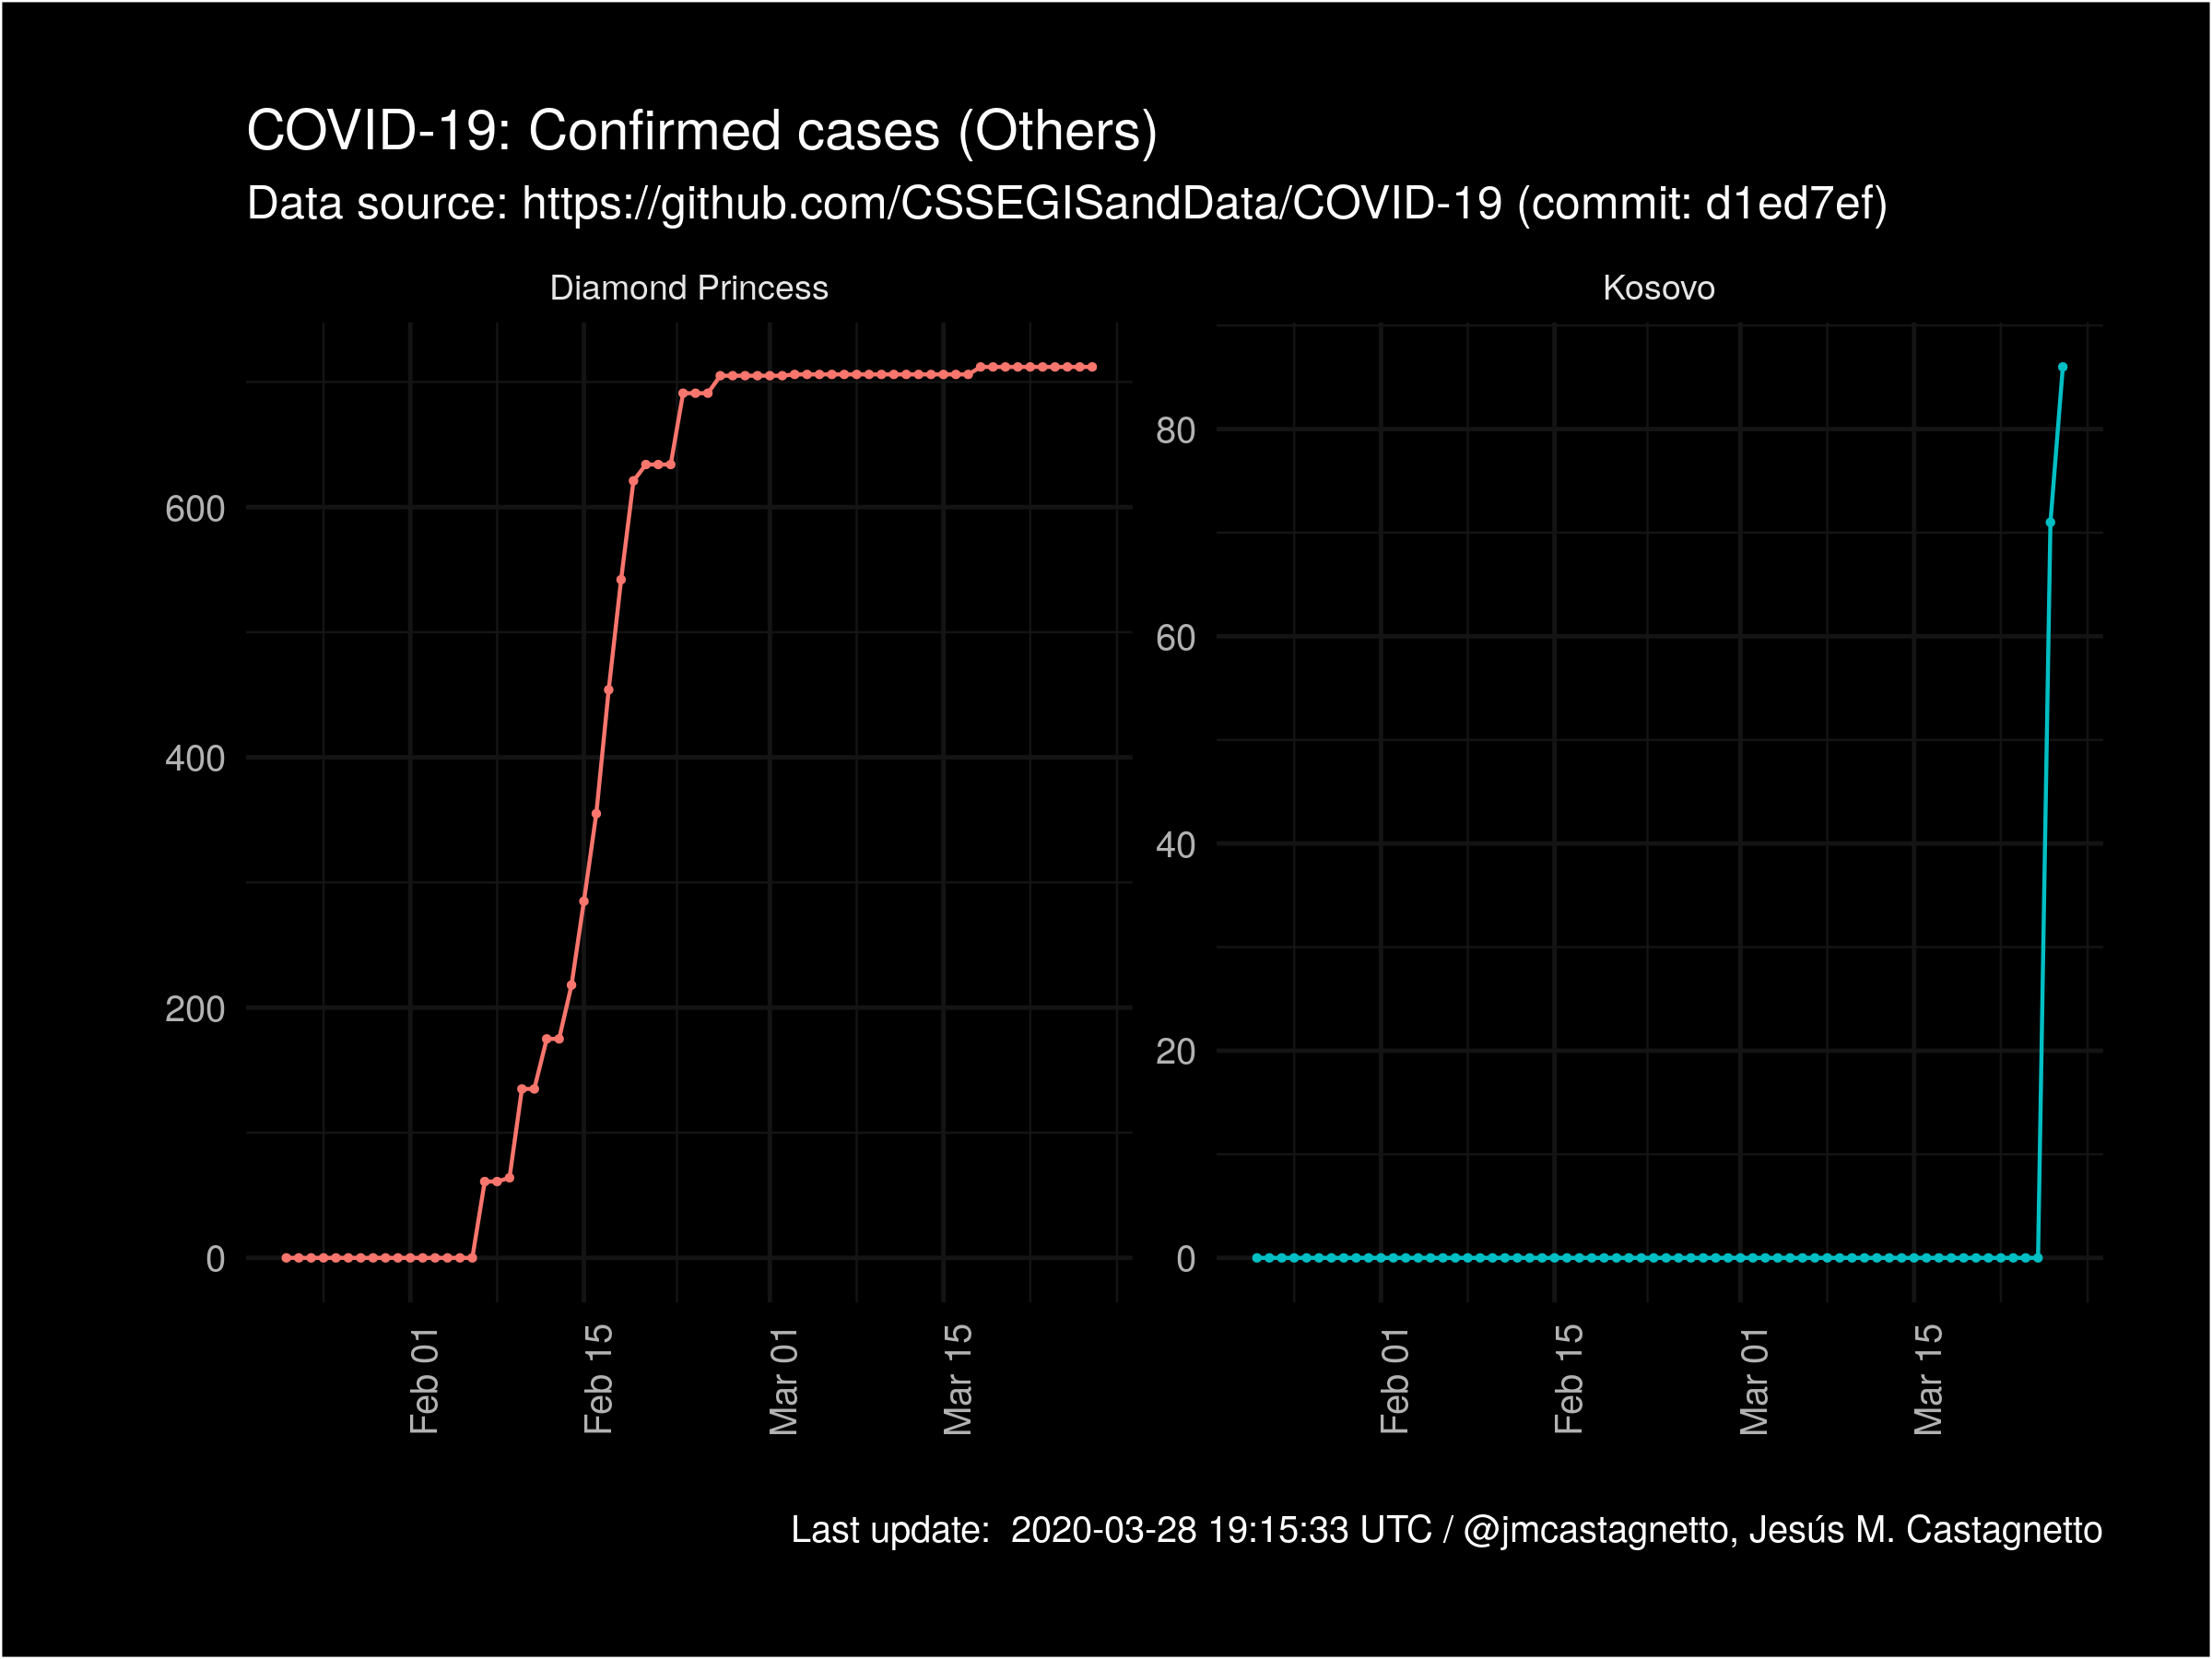 COVID-19: Confirmed cases (Others)
Data source: https://github.com/CSSEGISandData/COVID-19 (commit: d1ed7ef)
Diamond Princess
600
400
200
0
Feb 01
Feb 15
Mar 01
Mar 15
Kosovo
80
60
40
20
0
Feb 01
Feb 15
Mar 01
Mar 15
Last update:  2020-03-28 19:15:33 UTC / @jmcastagnetto, Jesús M. Castagnetto